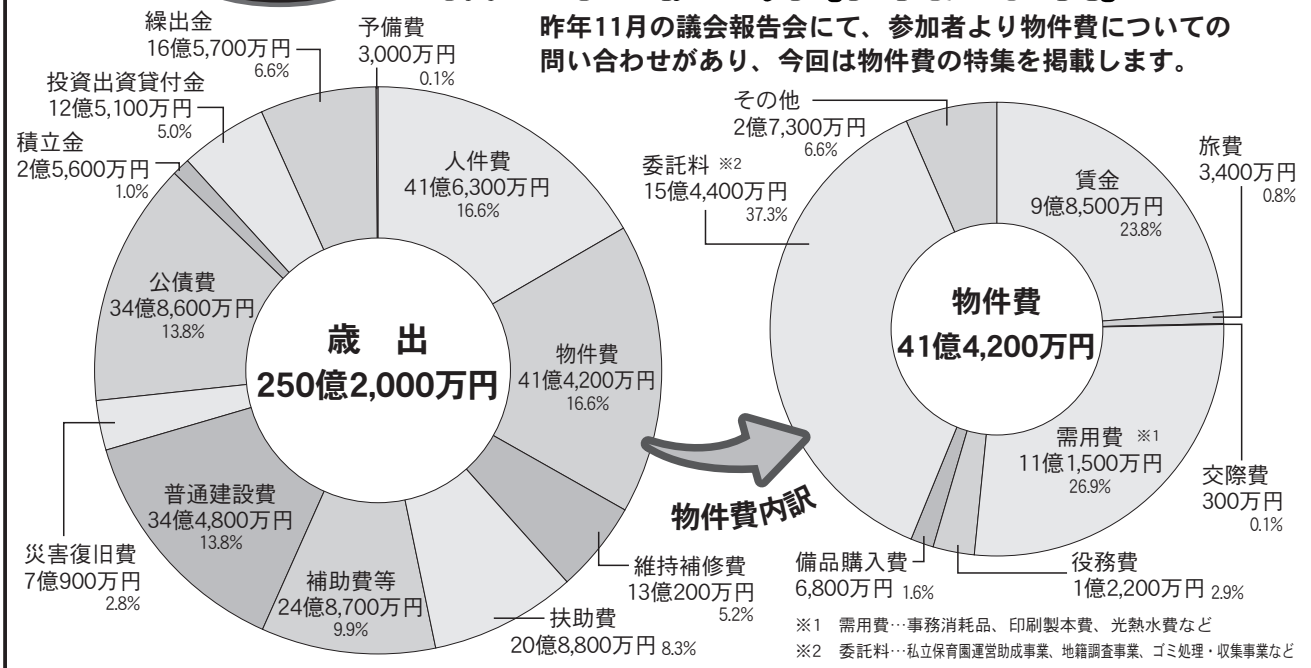 昨年11月の議会報告会にて、参加者より物件費についての
問い合わせがあり、今回は物件費の特集を掲載します。
歳　出
250億2,000万円
予備費
3,000万円
0.1%
人件費
41億6,300万円
16.6%
物件費
41億4,200万円
16.6%
維持補修費
13億200万円
5.2%
扶助費
20億8,800万円 8.3%
補助費等
24億8,700万円
9.9%
普通建設費
34億4,800万円
13.8%
災害復旧費
7億900万円
2.8%
公債費
34億8,600万円
13.8%
積立金
2億5,600万円
1.0%
投資出資貸付金
12億5,100万円
5.0%
繰出金
16億5,700万円
6.6%
物件費内訳
物件費
41億4,200万円
賃金
9億8,500万円
23.8%
旅費
3,400万円
0.8%
交際費
300万円
0.1%
需用費 ※1
11億1,500万円
26.9%
役務費
1億2,200万円 2.9%
備品購入費
6,800万円 1.6%
委託料 ※2
15億4,400万円
37.3%
その他
2億7,300万円
6.6%
※1　需用費…事務消耗品、印刷製本費、光熱水費など
※2　委託料…私立保育園運営助成事業、地籍調査事業、ゴミ処理・収集事業など